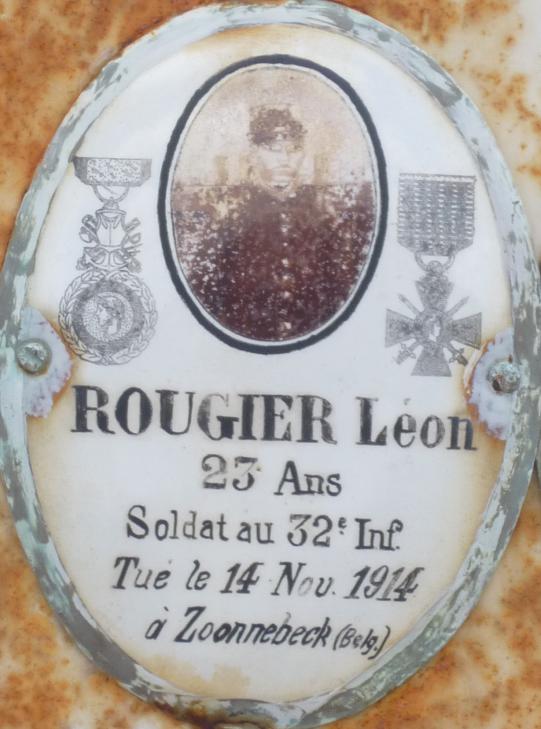 ROUGIER Léon
23 Ans
Soldat au 32e Inf.
Tué le 14 Nov. 1914
à Zoonnebeck (Belg.)